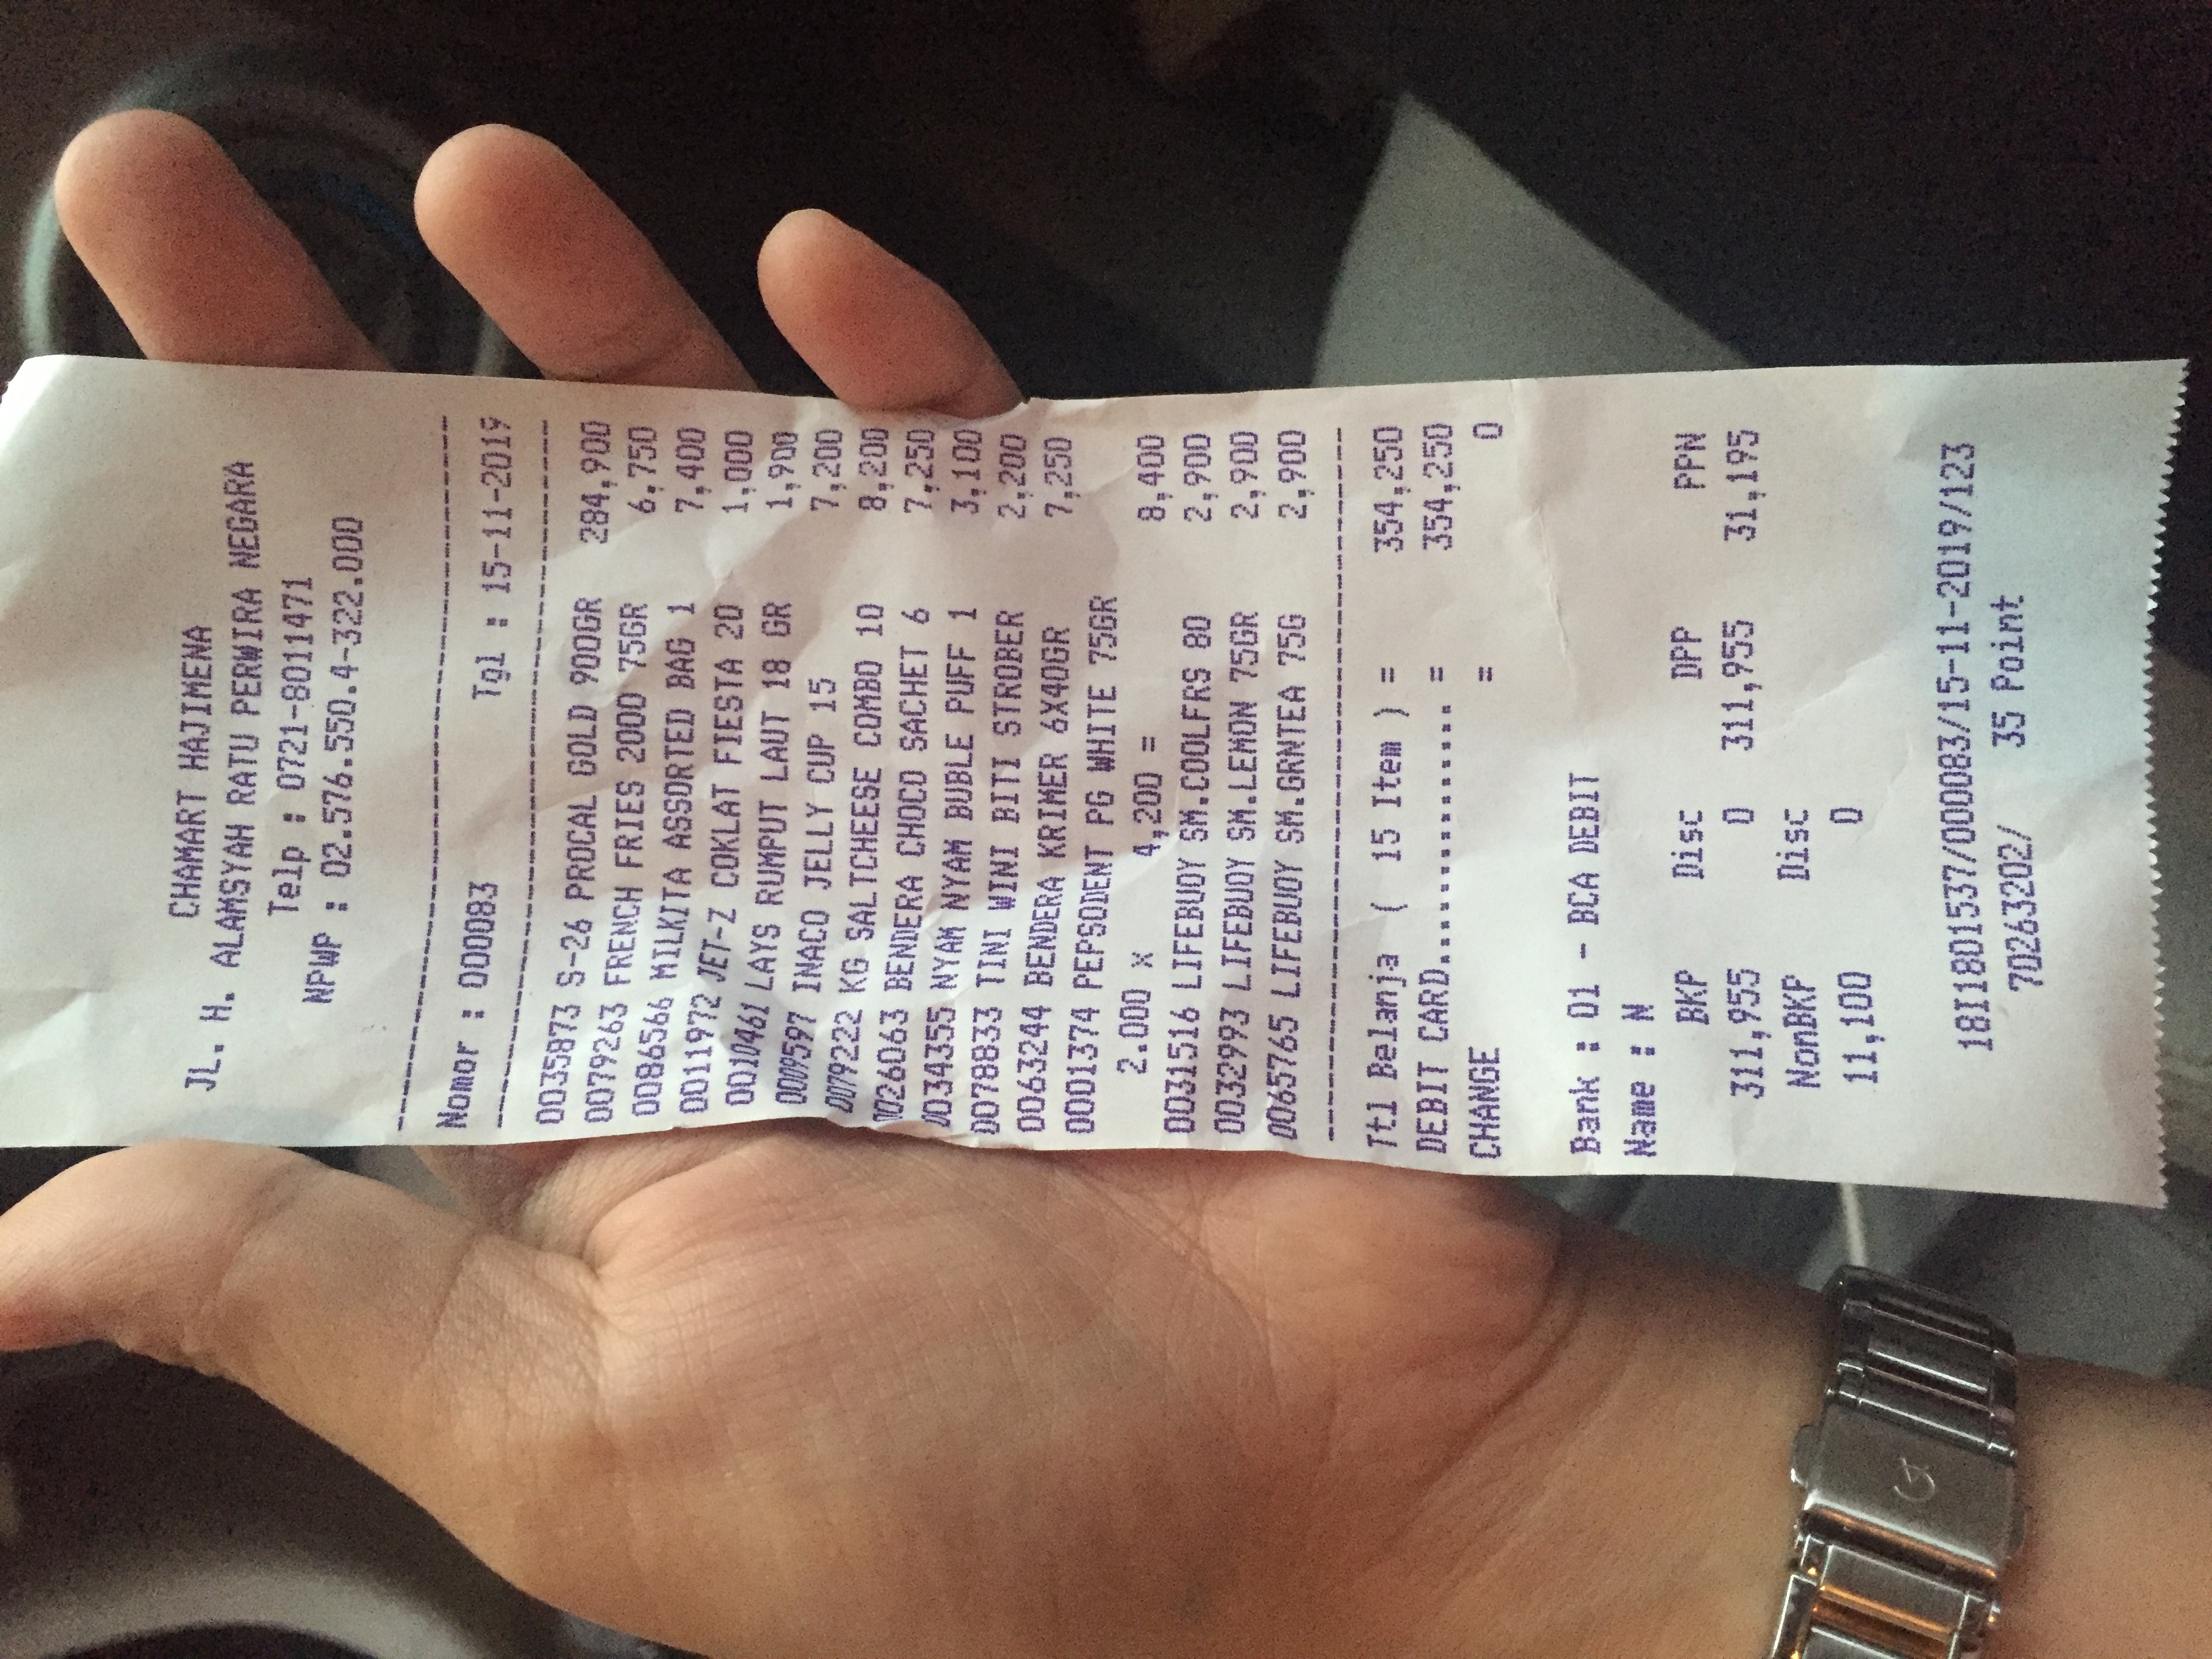 CHAMART HAJIMENA
JL. H. ALAMSYAH RATU PERWIRA NEGARA
Telp : 0721-8011471
NPWP : 02.576.550.4-322.000
Nomor : 000083 Tgl : 15-11-2019
0035873 S-26 PROCAL GOLD 900GR 284,900
0079263 FRENCH FRIES 2000 75GR 6,750
0086566 MILKITA ASSORTED BAG 1 7,400
0011972 JET-Z COKLAT FIESTA 20 1,000
0010461 LAYS RUMPUT LAUT 18 GR 1,900
0009597 INACO JELLY CUP 15 7,200
0079222 KG SALTCHEESE COMBO 10 8,200
0026063 BENDERA CHOCO SACHET 6 7,250
0034355 NYAM NYAM BUBLE PUFF 1 3,100
0078833 TINI WINI BITI STROBER 2,200
0063244 BENDERA KRIMER 6X40GR 7,250
0001374 PEPSODENT PG WHITE 75GR
2.000 x 4,200 = 8,400
0031516 LIFEBUOY SM.COOLFRS 80 2,900
0032993 LIFEBUOY SM.LEMON 75GR 2,900
0065765 LIFEBUOY SM.GRNTEA 75G 2,900
Ttl Belanja ( 15 Item ) = 354,250
DEBIT CARD............... = 354,250
CHANGE = 0
Bank : 01 - BCA DEBIT
Name : N
BKP Disc DPP PPN
311,955 0 311,955 31,195
NonBKP Disc
11,100 0
18I1801537/000083/15-11-2019/123
70263202/ 35 Point
G